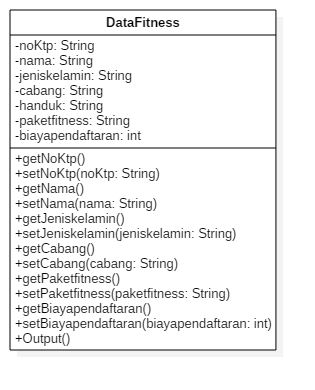 DataFitness
-noKtp: String
-nama: String
-jeniskelamin: String
-cabang: String
-handuk: String
-paketfitness: String
-biayapendaftaran: int
+getNoKtp()
+setNoKtp(noKtp: String)
+getNama()
+setNama(nama: String)
+getJeniskelamin()
+setJeniskelamin(jeniskelamin: String)
+getCabang()
+setCabang(cabang: String)
+getPaketfitness()
+setPaketfitness(paketfitness: String)
+getBiayapendaftaran()
+setBiayapendaftaran(biayapendaftaran: int)
+Output()